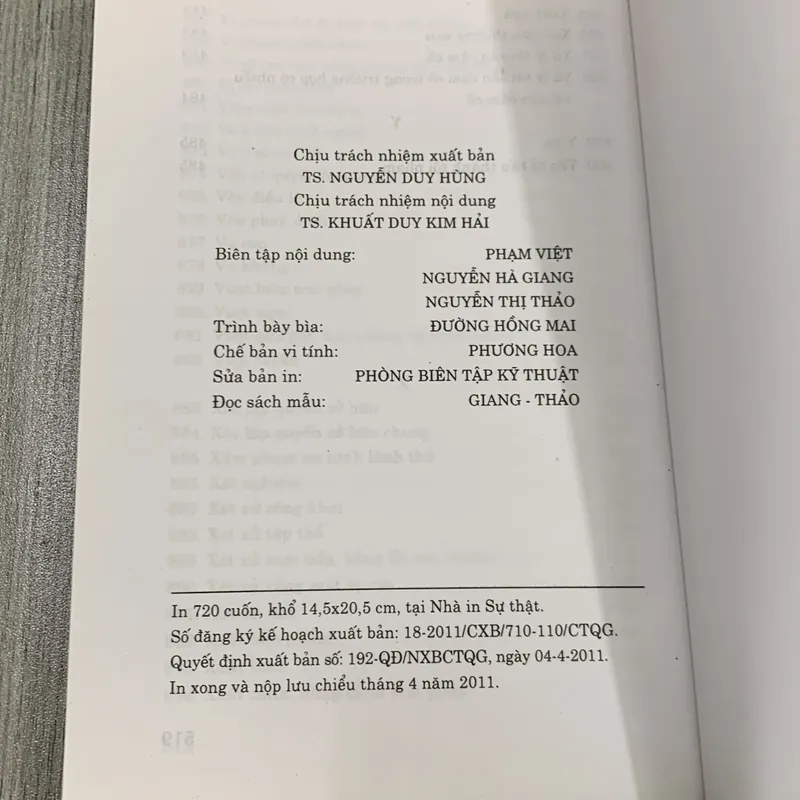 Chịu trách nhiệm xuất bản
TS. NGUYỄN DUY HÙNG
Chịu trách nhiệm nội dung
TS. KHUẤT DUY KIM HẢI
Biên tập nội dung: PHẠM VIỆT
NGUYỄN HÀ GIANG
NGUYỄN THỊ THẢO
Trình bày bìa: ĐƯỜNG HỒNG MAI
Chế bản vi tính: PHƯƠNG HOA
Sửa bản in: PHÒNG BIÊN TẬP KỸ THUẬT
Đọc sách mẫu: GIANG - THẢO
In 720 cuốn, khổ 14,5x20,5 cm, tại Nhà in Sự thật.
Số đăng ký kế hoạch xuất bản: 18-2011/CXB/710-110/CTQG.
Quyết định xuất bản số: 192-QĐ/NXBCTQG, ngày 04-4-2011.
In xong và nộp lưu chiểu tháng 4 năm 2011.